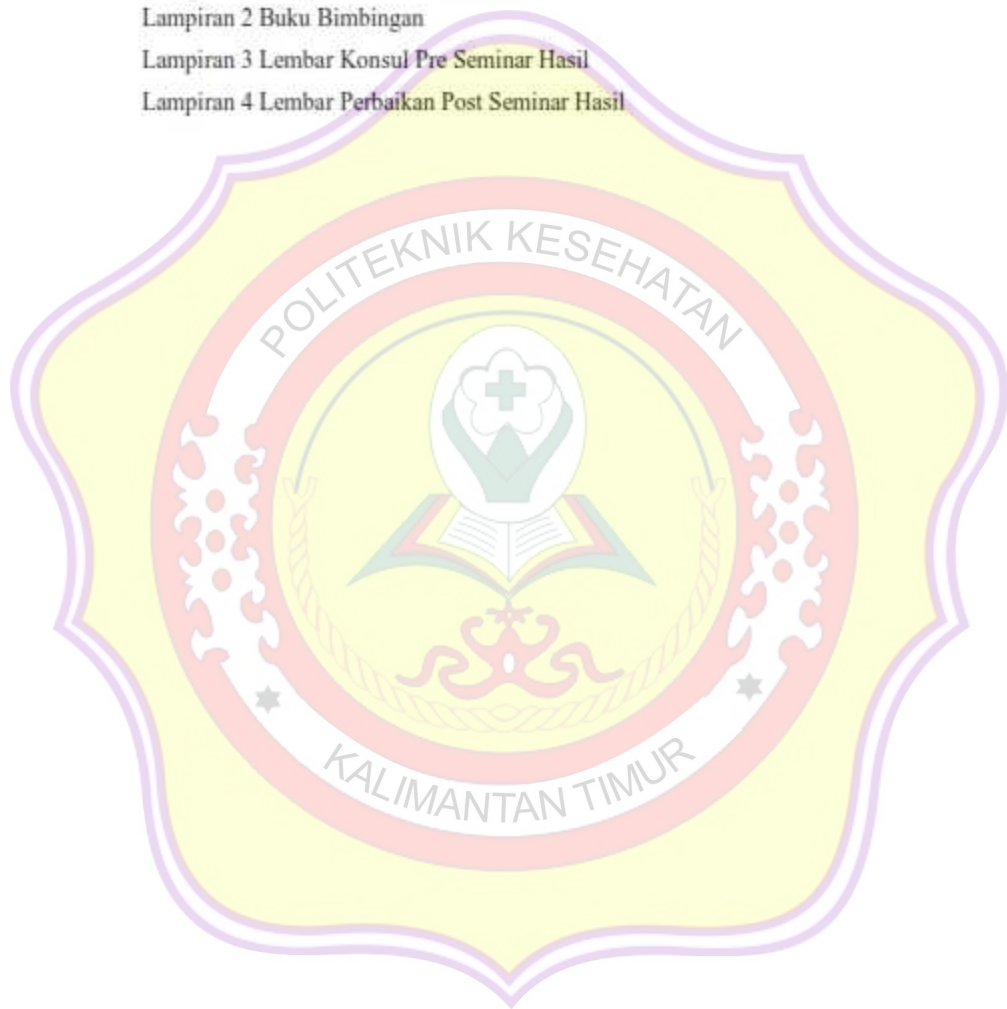 Lampiran 2 Buku Bimbingan
Lampiran 3 Lembar Konsul Pre Seminar Hasil
Lampiran 4 Lembar Perbaikan Post Seminar Hasil
POLITEKNIK KESEHATAN
KALIMANTAN TIMUR